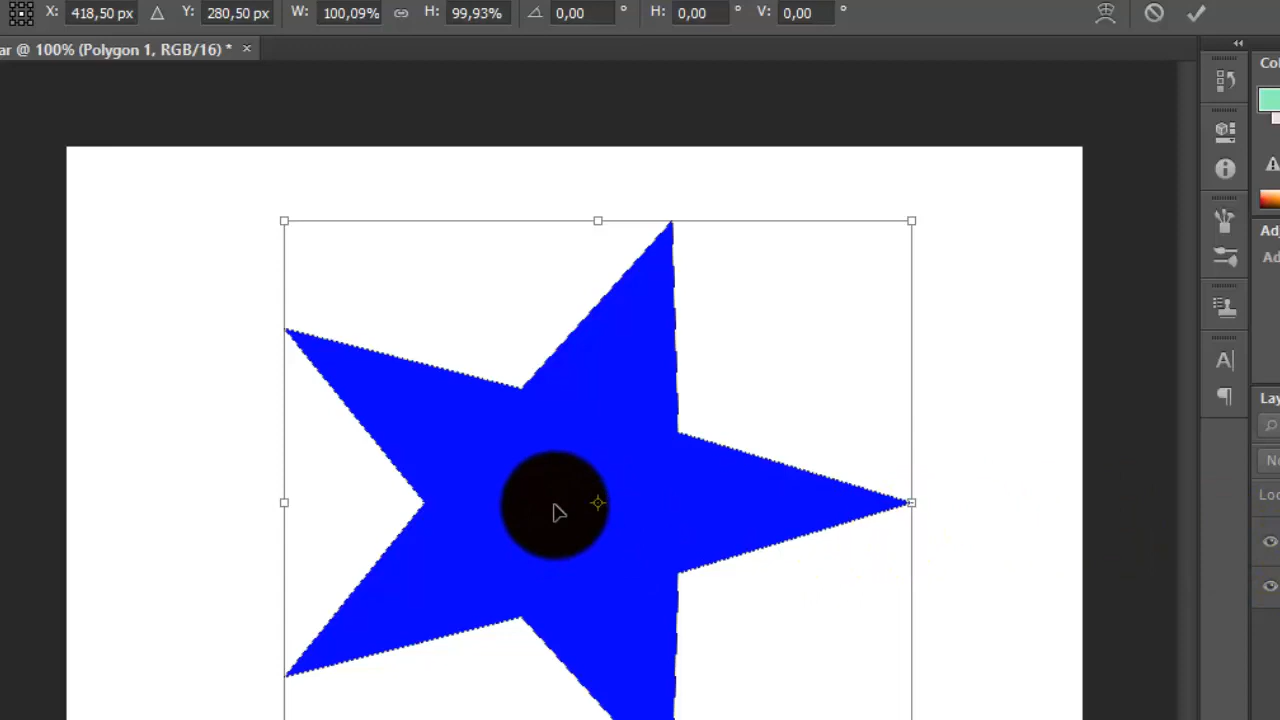 X: 418,50 px Y: 280,50 px W: 100,09% H: 99,93% 0,00 ° H: 0,00 ° V: 0,00 °
ar @ 100% (Polygon 1, RGB/16) * ×
Co
Ad
Ad
A
Lay
No
Loc